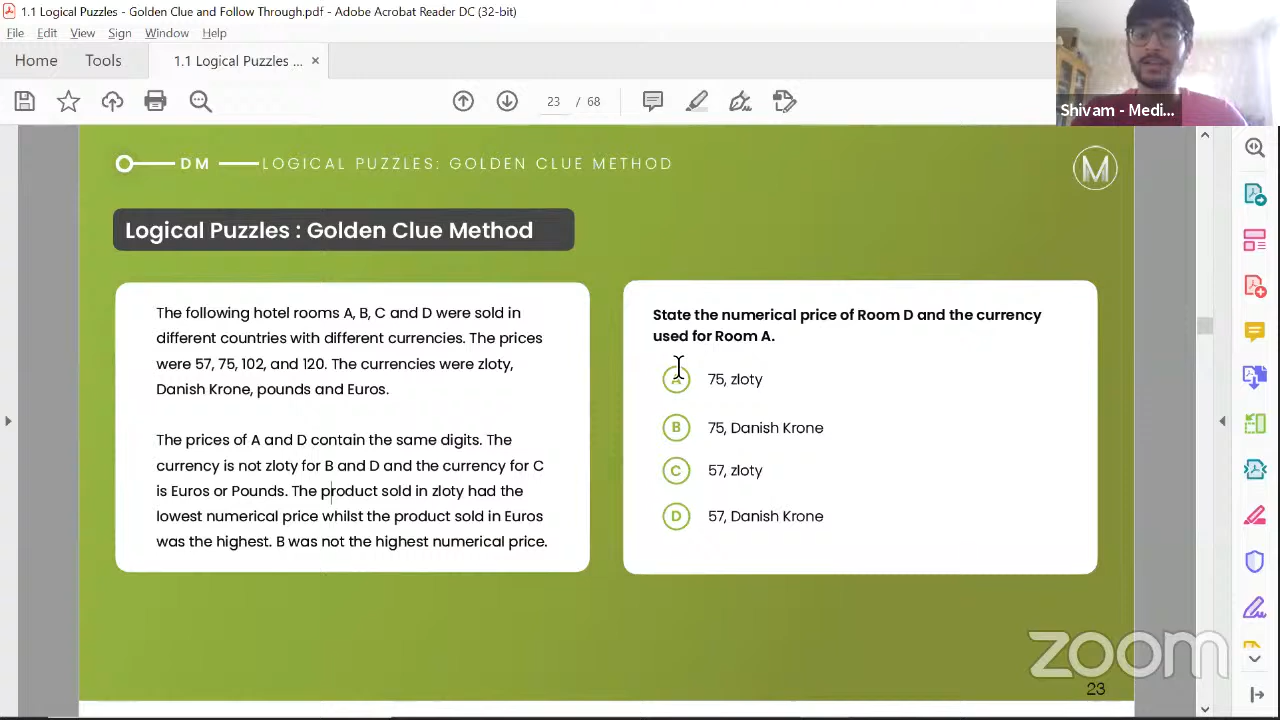 1.1 Logical Puzzles - Golden Clue and Follow Through.pdf - Adobe Acrobat Reader DC (32-bit)
File Edit View Sign Window Help
Home Tools 1.1 Logical Puzzles ... ×
23 / 68
Shivam - Medi...
DM LOGICAL PUZZLES: GOLDEN CLUE METHOD
M
Logical Puzzles : Golden Clue Method
The following hotel rooms A, B, C and D were sold in
different countries with different currencies. The prices
were 57, 75, 102, and 120. The currencies were zloty,
Danish Krone, pounds and Euros.
The prices of A and D contain the same digits. The
currency is not zloty for B and D and the currency for C
is Euros or Pounds. The product sold in zloty had the
lowest numerical price whilst the product sold in Euros
was the highest. B was not the highest numerical price.
State the numerical price of Room D and the currency
used for Room A.
A 75, zloty
B 75, Danish Krone
C 57, zloty
D 57, Danish Krone
zoom
23